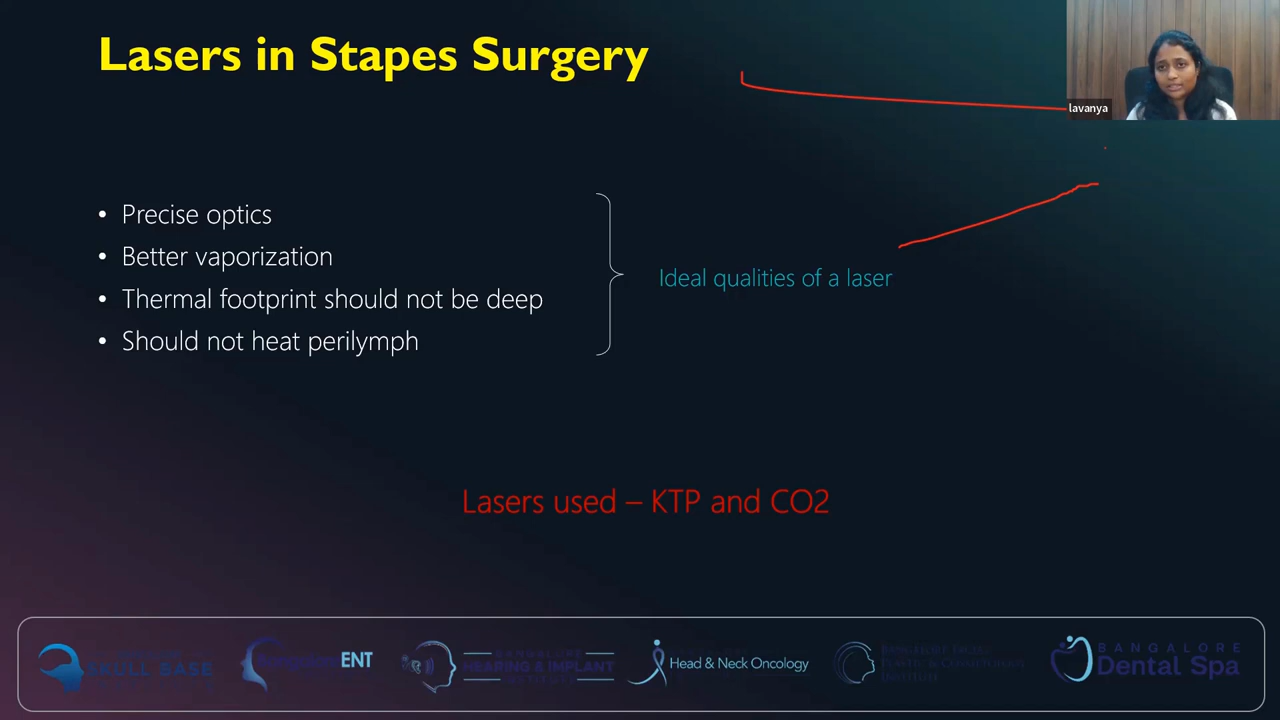 Lasers in Stapes Surgery
lavanya
• Precise optics
• Better vaporization
• Thermal footprint should not be deep
• Should not heat perilymph
Ideal qualities of a laser
Lasers used – KTP and CO2
SKULL BASE
ENT
HEARING & IMPLANT
Head & Neck Oncology
BANGALORE
Dental Spa